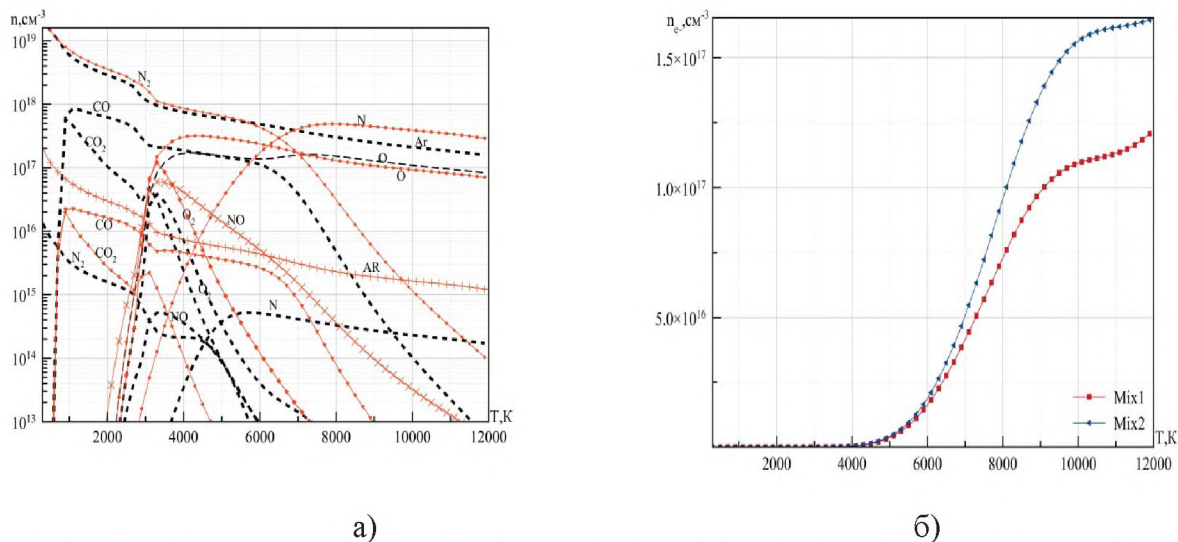 n,см⁻³
10¹⁹
10¹⁸
10¹⁷
10¹⁶
10¹⁵
10¹⁴
10¹³
N₂
CO
CO₂
N
Ar
O
O
O₂
NO
CO
CO₂
N₂
AR
O₂
NO
N
2000 4000 6000 8000 10000 12000
T,K
а)
nₑ-,см⁻³
1.5×10¹⁷
1.0×10¹⁷
5.0×10¹⁶
Mix1
Mix2
T,K
2000 4000 6000 8000 10000 12000
б)